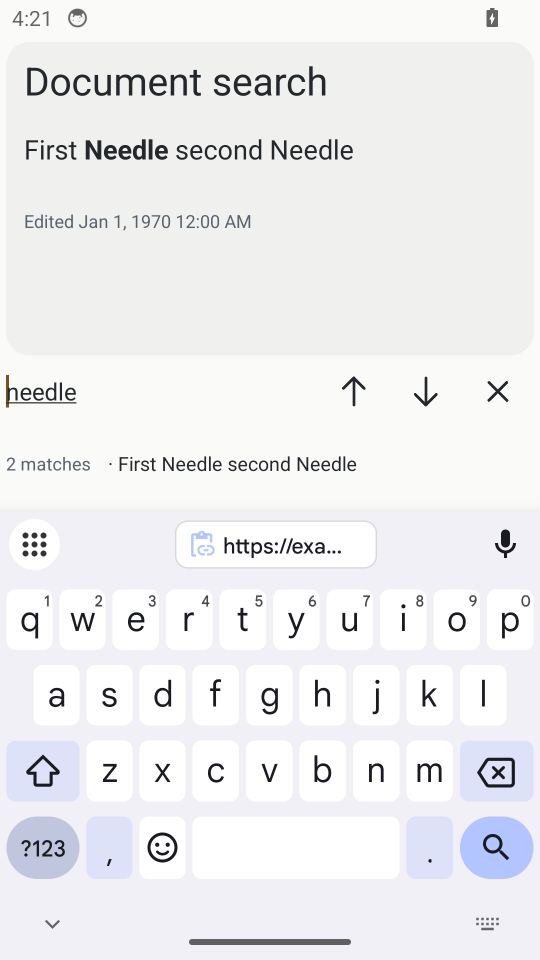 4:21
Document search
First Needle second Needle
Edited Jan 1, 1970 12:00 AM
needle
2 matches · First Needle second Needle
https://exa...
q1 w2 e3 r4 t5 y6 u7 i8 o9 p0
a s d f g h j k l
z x c v b n m
?123 , .